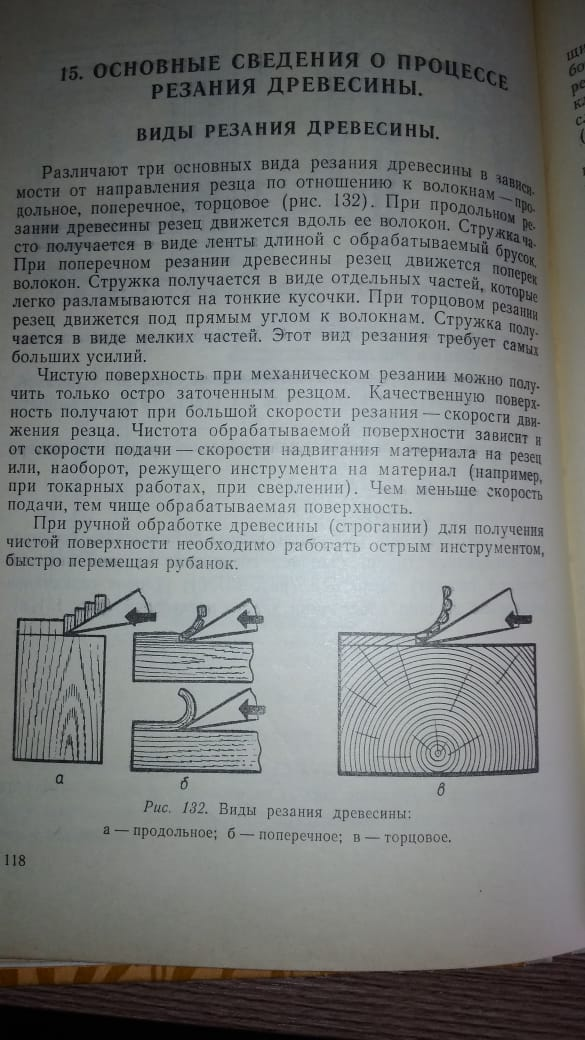 15. ОСНОВНЫЕ СВЕДЕНИЯ О ПРОЦЕССЕ
РЕЗАНИЯ ДРЕВЕСИНЫ.
ВИДЫ РЕЗАНИЯ ДРЕВЕСИНЫ.
Различают три основных вида резания древесины в зависи-
мости от направления резца по отношению к волокнам — про-
дольное, поперечное, торцовое (рис. 132). При продольном ре-
зании древесины резец движется вдоль ее волокон. Стружка ча-
сто получается в виде ленты длиной с обрабатываемый брусок.
При поперечном резании древесины резец движется поперек
волокон. Стружка получается в виде отдельных частей, которые
легко разламываются на тонкие кусочки. При торцовом резании
резец движется под прямым углом к волокнам. Стружка полу-
чается в виде мелких частей. Этот вид резания требует самых
больших усилий.
Чистую поверхность при механическом резании можно полу-
чить только остро заточенным резцом. Качественную поверх-
ность получают при большой скорости резания — скорости дви-
жения резца. Чистота обрабатываемой поверхности зависит и
от скорости подачи — скорости надвигания материала на резец
или, наоборот, режущего инструмента на материал (например,
при токарных работах, при сверлении). Чем меньше скорость
подачи, тем чище обрабатываемая поверхность.
При ручной обработке древесины (строгании) для получения
чистой поверхности необходимо работать острым инструментом,
быстро перемещая рубанок.
а б в
Рис. 132. Виды резания древесины:
а — продольное; б — поперечное; в — торцовое.
118